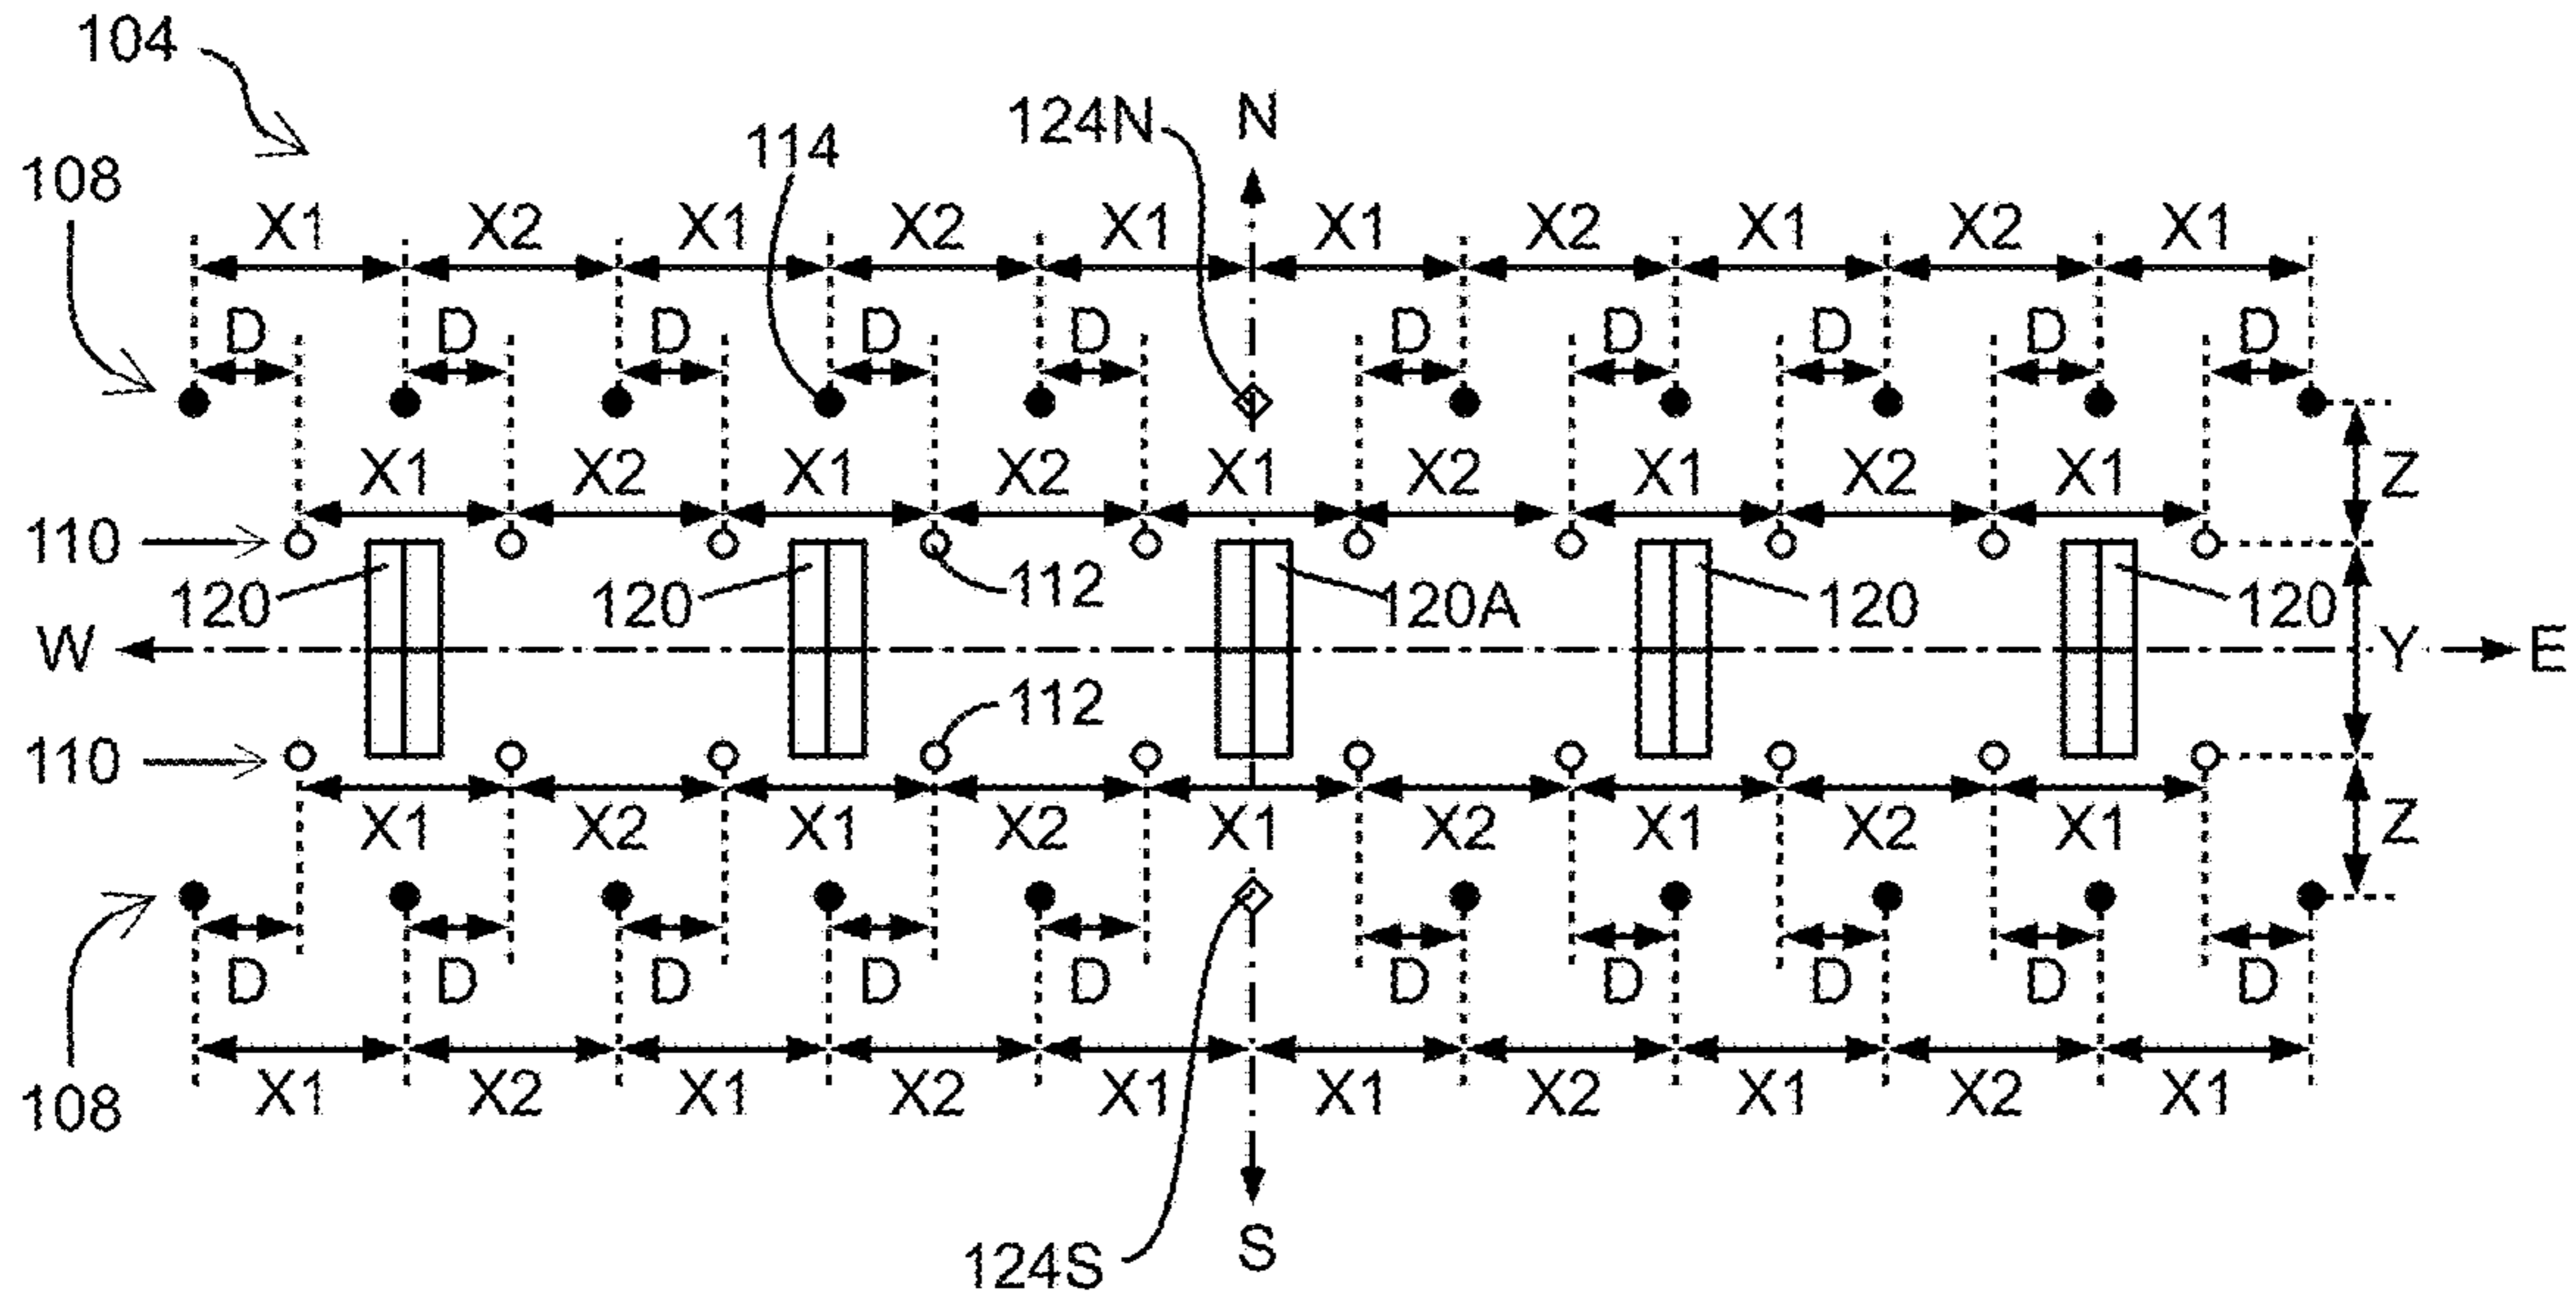 104
124N N
114
108
X1 X2 X1 X2 X1 X1 X2 X1 X2 X1
D D D D D D D D D D
X1 X2 X1 X2 X1 X2 X1 X2 X1 Z
110
120 120 112 120A 120 120
W Y E
112
110
X1 X2 X1 X2 X1 X2 X1 X2 X1 Z
D D D D D D D D D D
X1 X2 X1 X2 X1 X1 X2 X1 X2 X1
108
124S S